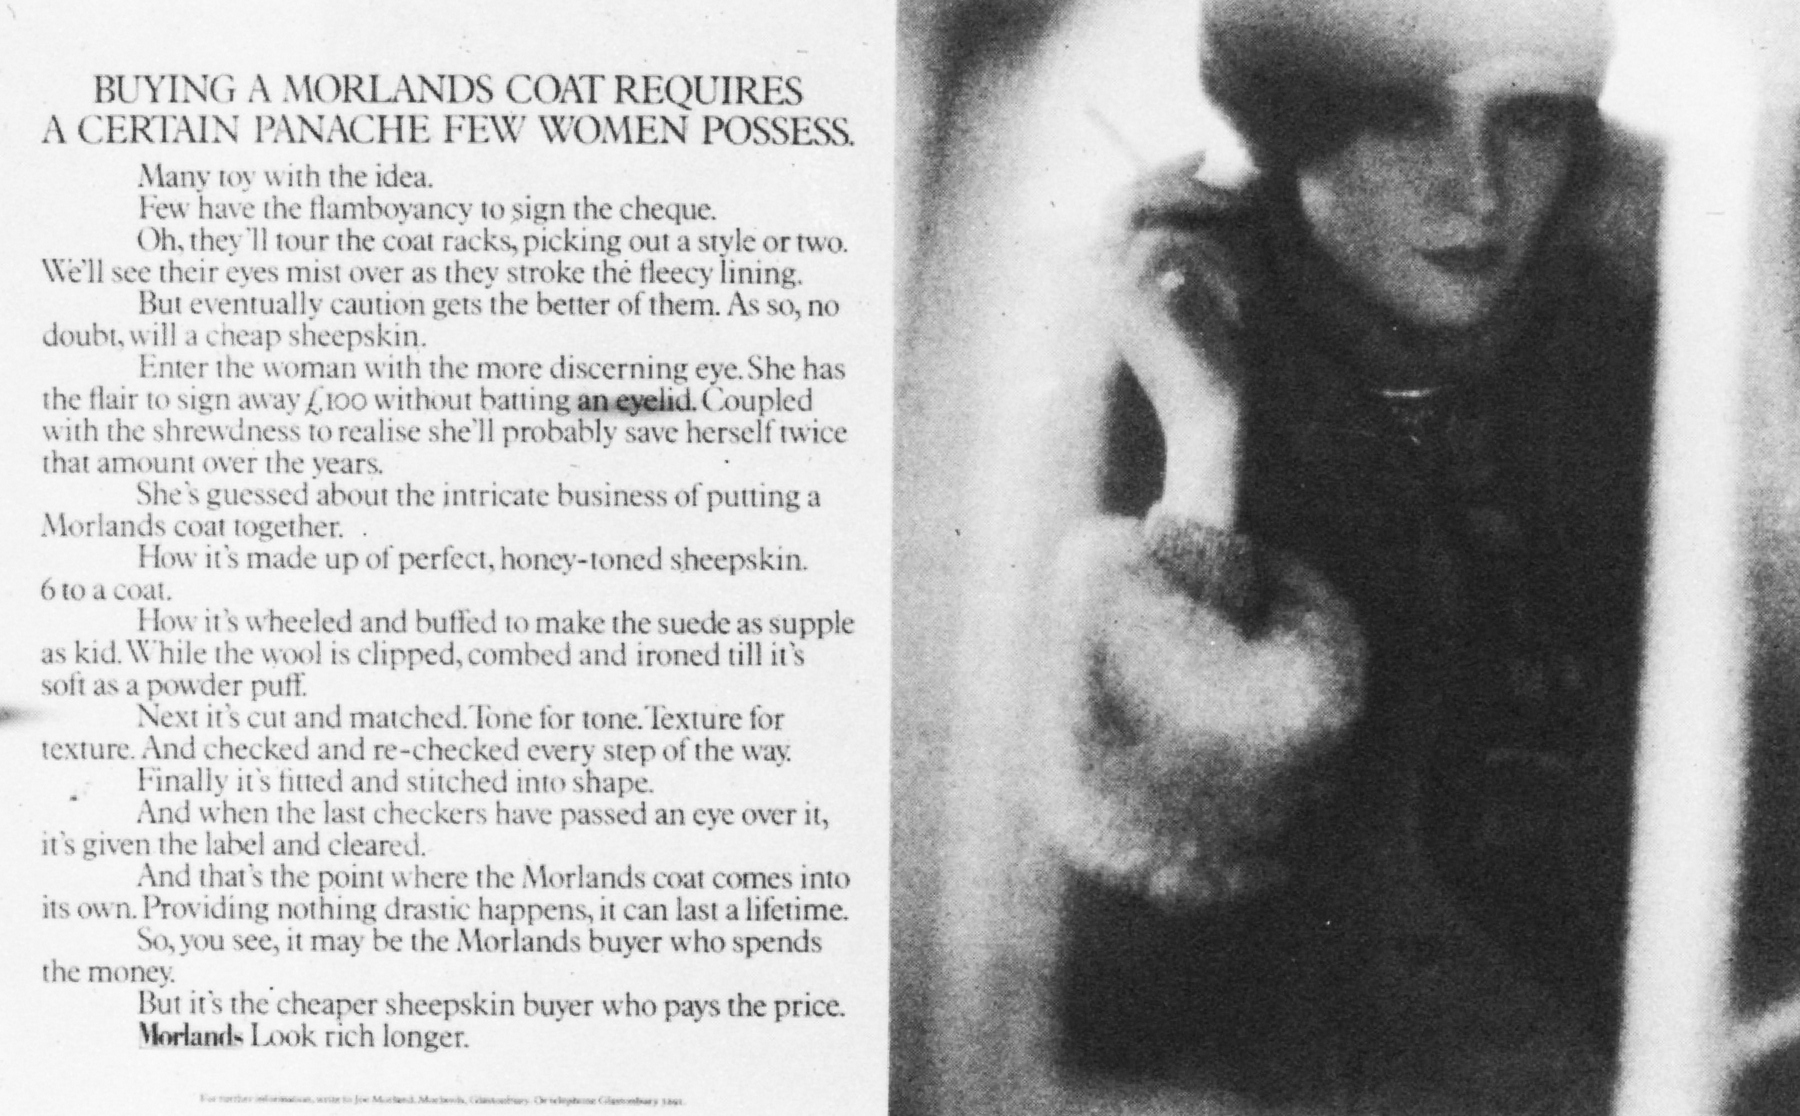 BUYING A MORLANDS COAT REQUIRES
A CERTAIN PANACHE FEW WOMEN POSSESS.
Many toy with the idea.
Few have the flamboyancy to sign the cheque.
Oh, they'll tour the coat racks, picking out a style or two.
We'll see their eyes mist over as they stroke the fleecy lining.
But eventually caution gets the better of them. As so, no
doubt, will a cheap sheepskin.
Enter the woman with the more discerning eye. She has
the flair to sign away £100 without batting an eyelid. Coupled
with the shrewdness to realise she'll probably save herself twice
that amount over the years.
She's guessed about the intricate business of putting a
Morlands coat together.
How it's made up of perfect, honey-toned sheepskin.
6 to a coat.
How it's wheeled and buffed to make the suede as supple
as kid. While the wool is clipped, combed and ironed till it's
soft as a powder puff.
Next it's cut and matched. Tone for tone. Texture for
texture. And checked and re-checked every step of the way.
Finally it's fitted and stitched into shape.
And when the last checkers have passed an eye over it,
it's given the label and cleared.
And that's the point where the Morlands coat comes into
its own. Providing nothing drastic happens, it can last a lifetime.
So, you see, it may be the Morlands buyer who spends
the money.
But it's the cheaper sheepskin buyer who pays the price.
Morlands Look rich longer.
For further information, write to Joe Morland, Morlands, Glastonbury. Or telephone Glastonbury